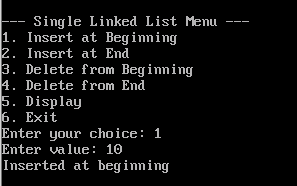 --- Single Linked List Menu ---
1. Insert at Beginning
2. Insert at End
3. Delete from Beginning
4. Delete from End
5. Display
6. Exit
Enter your choice: 1
Enter value: 10
Inserted at beginning